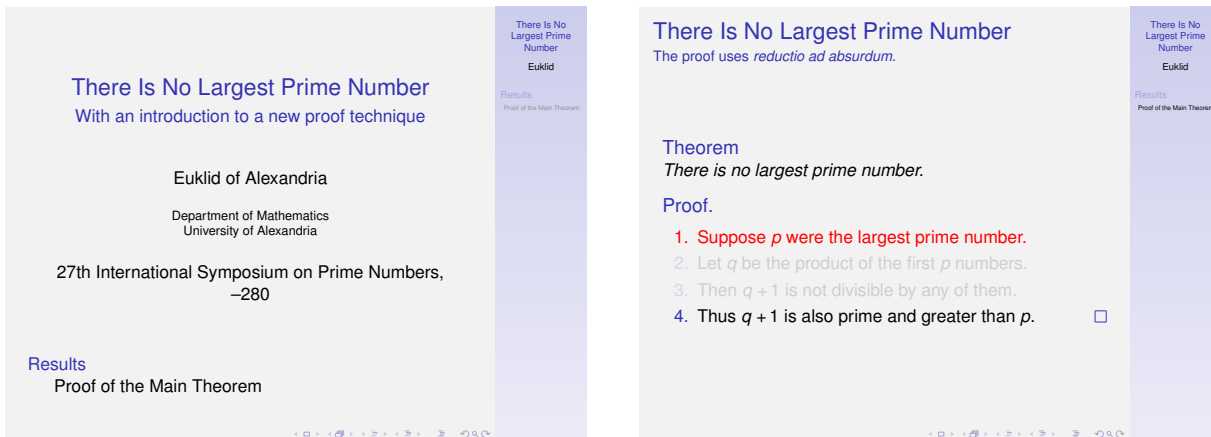 There Is No Largest Prime Number
With an introduction to a new proof technique
Euklid of Alexandria
Department of Mathematics
University of Alexandria
27th International Symposium on Prime Numbers,
–280
Results
Proof of the Main Theorem
There Is No
Largest Prime
Number
Euklid
Results
Proof of the Main Theorem
There Is No Largest Prime Number
The proof uses reductio ad absurdum.
Theorem
There is no largest prime number.
Proof.
1. Suppose p were the largest prime number.
2. Let q be the product of the first p numbers.
3. Then q + 1 is not divisible by any of them.
4. Thus q + 1 is also prime and greater than p. □
There Is No
Largest Prime
Number
Euklid
Results
Proof of the Main Theorem